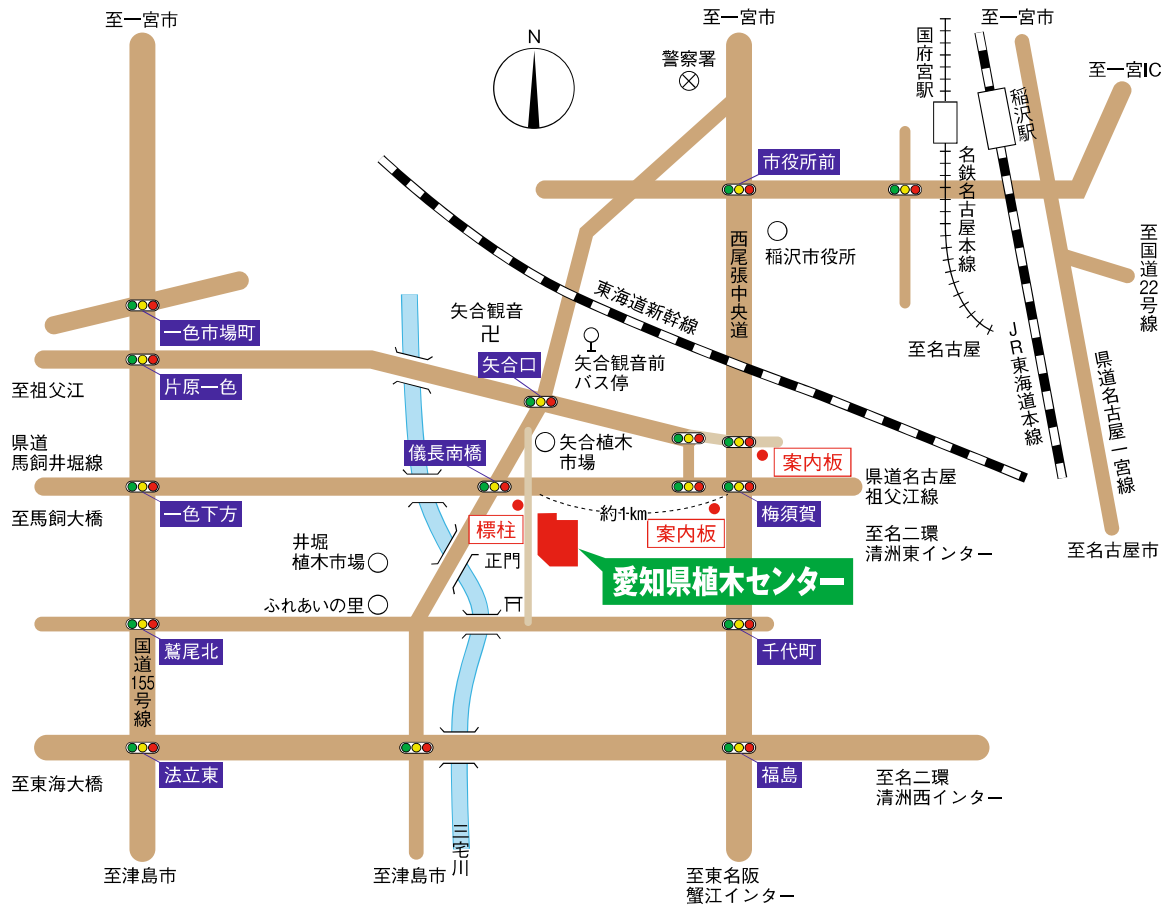 至一宮市
至一宮市
至一宮市
N
警察署
国府宮駅
稲沢駅
至一宮IC
市役所前
名鉄名古屋本線
西尾張中央道
稲沢市役所
至国道22号線
東海道新幹線
矢合観音
卍
矢合観音前
バス停
一色市場町
矢合口
片原一色
至祖父江
至名古屋
JR東海道本線
県道名古屋一宮線
県道
馬飼井堀線
儀長南橋
矢合植木
市場
案内板
県道名古屋
祖父江線
至馬飼大橋
一色下方
標柱
約1km
案内板
梅須賀
至名二環
清洲東インター
至名古屋市
井堀
植木市場
正門
愛知県植木センター
ふれあいの里
鷲尾北
千代町
国道155号線
至東海大橋
法立東
福島
至名二環
清洲西インター
三宅川
至津島市
至津島市
至東名阪
蟹江インター